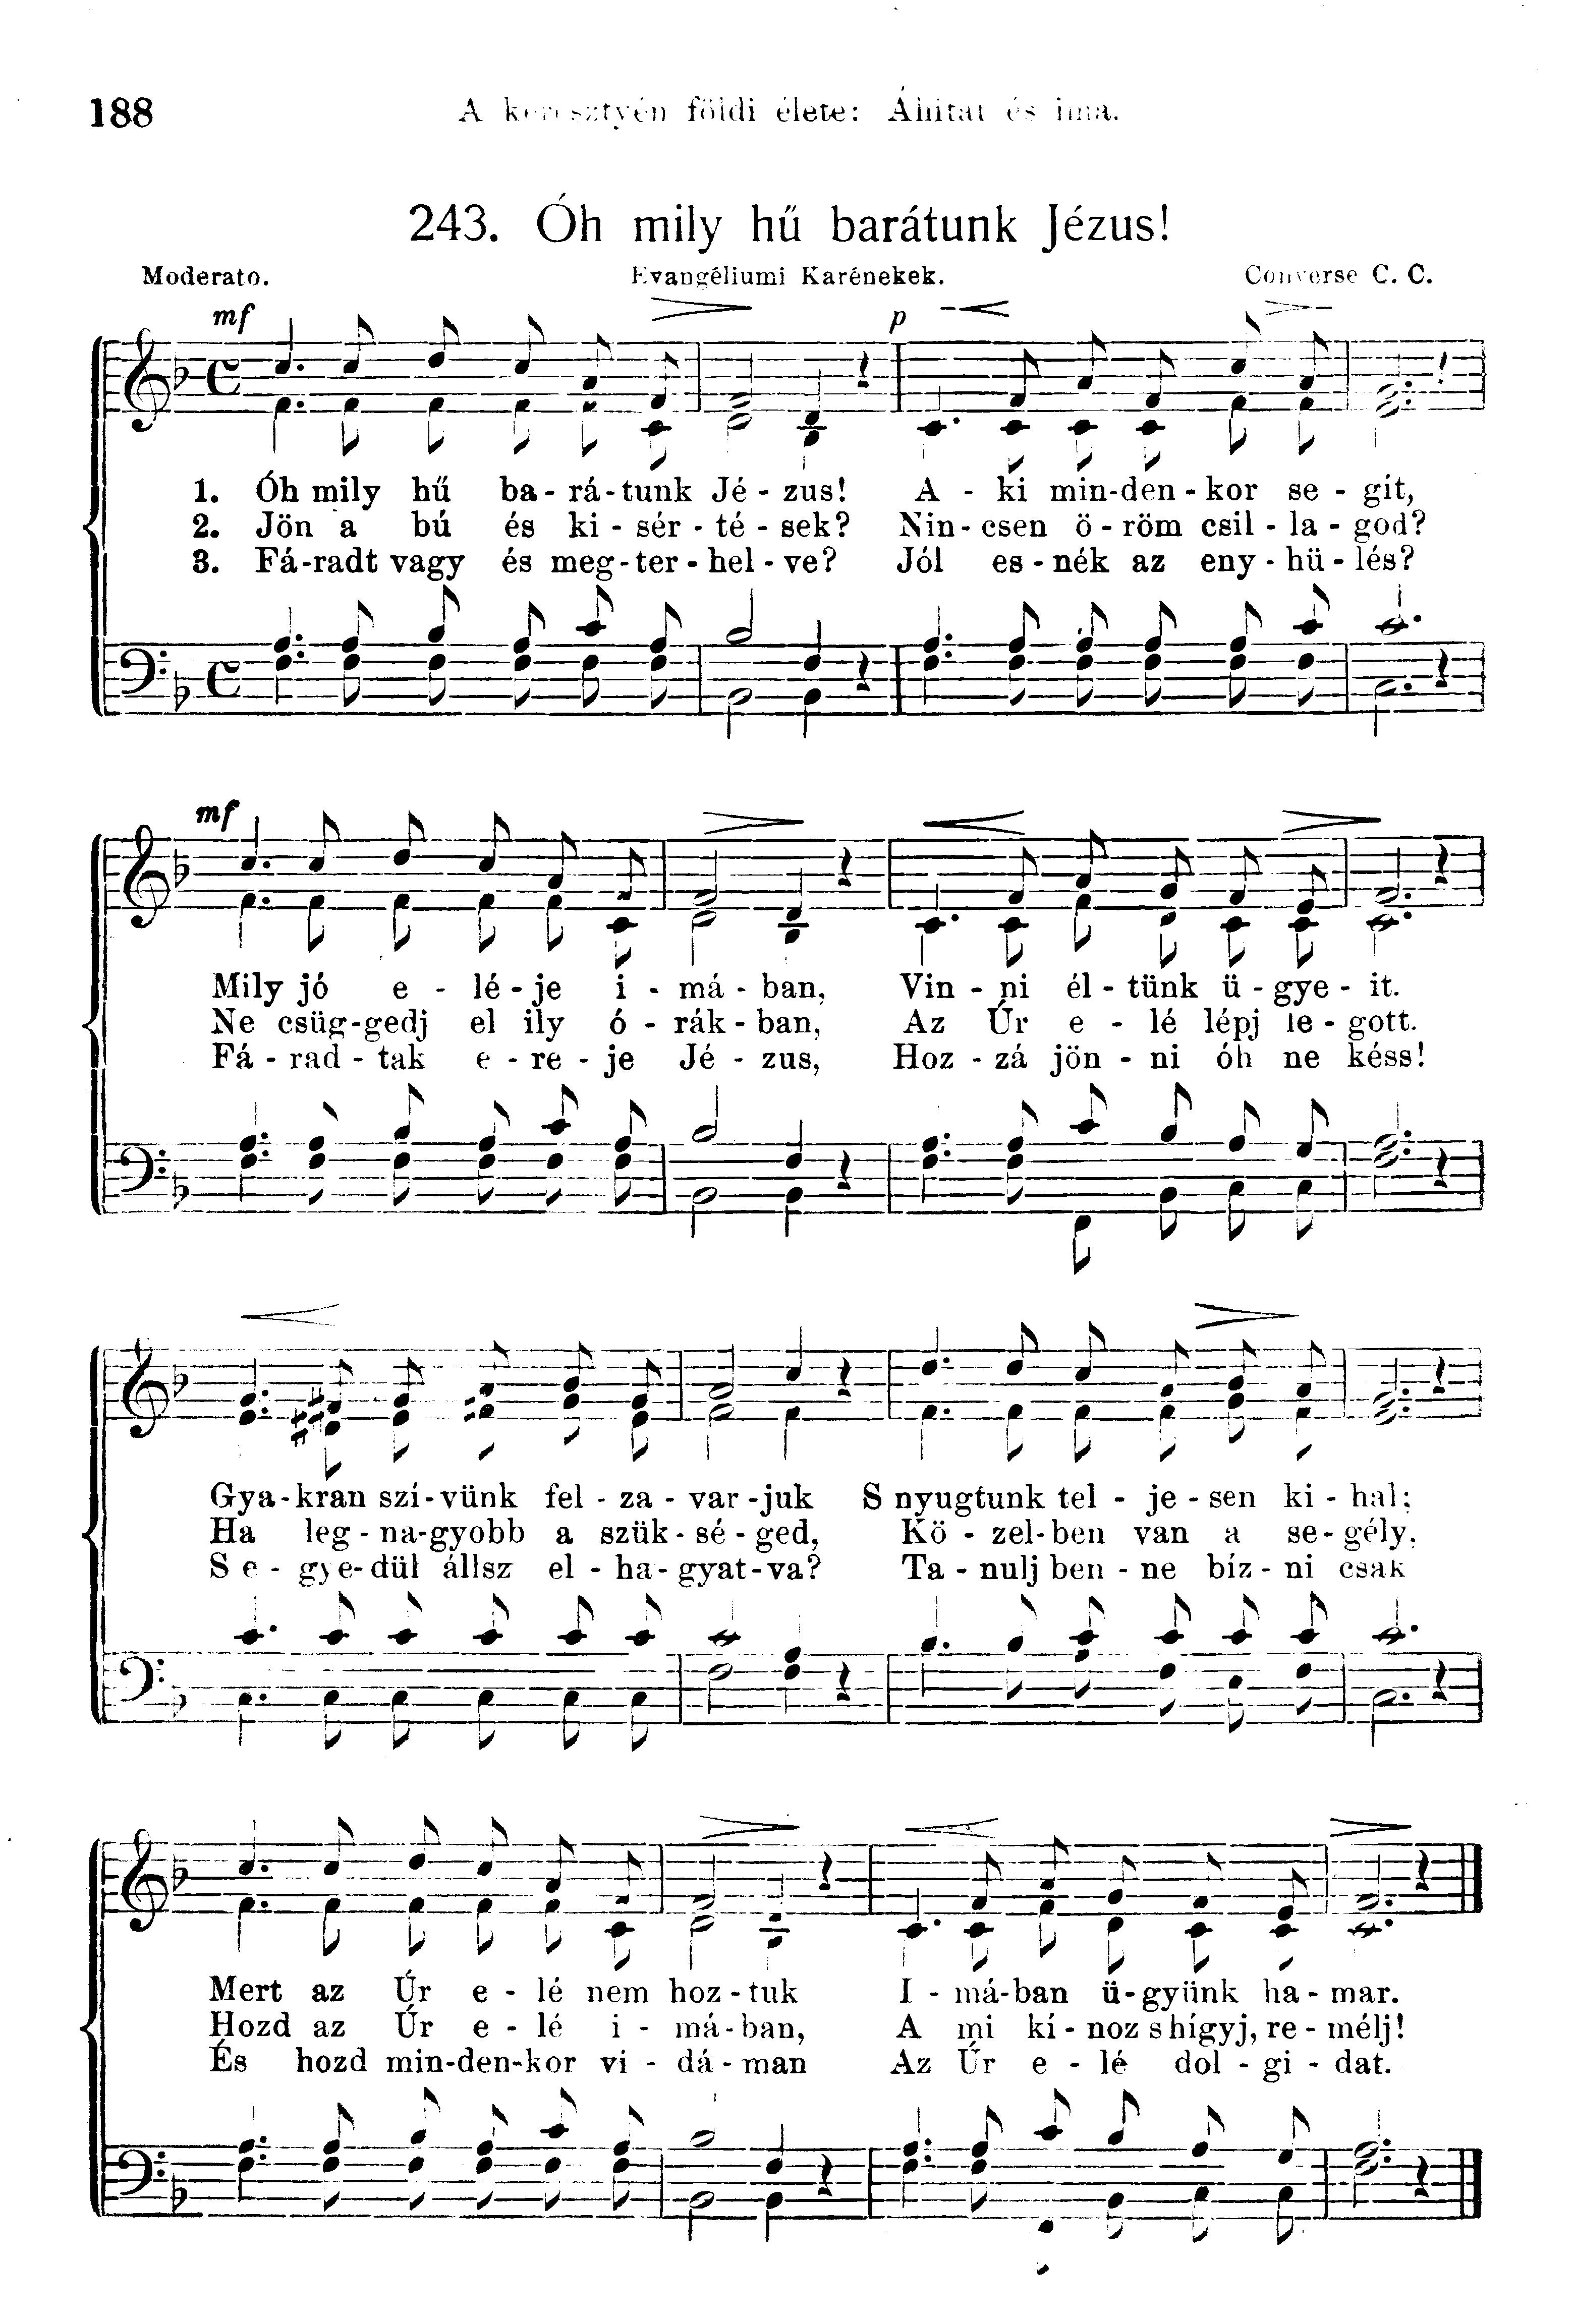 188
A keresztyén földi élete: Áhitat és ima.
243. Óh mily hű barátunk Jézus!
Moderato. Evangéliumi Karénekek. Converse C. C.
mf p
1. Óh mily hű ba-rá-tunk Jé-zus! A-ki min-den-kor se-gít,
2. Jön a bú és ki-sér-té-sek? Nin-csen ö-röm csil-la-god?
3. Fá-radt vagy és meg-ter-hel-ve? Jól es-nék az eny-hü-lés?
mf
Mily jó e-lé-je i-má-ban, Vin-ni él-tünk ü-gye-it.
Ne csüg-gedj el ily ó-rák-ban, Az Úr e-lé lépj le-gott.
Fá-rad-tak e-re-je Jé-zus, Hoz-zá jön-ni óh ne késs!
Gya-kran szí-vünk fel-za-var-juk S nyugtunk tel-je-sen ki-hal;
Ha leg-na-gyobb a szük-sé-ged, Kö-zel-ben van a se-gély.
S e-gye-dül állsz el-ha-gyat-va? Ta-nulj ben-ne bíz-ni csak
Mert az Úr e-lé nem hoz-tuk I-má-ban ü-gyünk ha-mar.
Hozd az Úr e-lé i-má-ban, A mi kí-noz s hígyj, re-mélj!
És hozd min-den-kor vi-dá-man Az Úr e-lé dol-gi-dat.